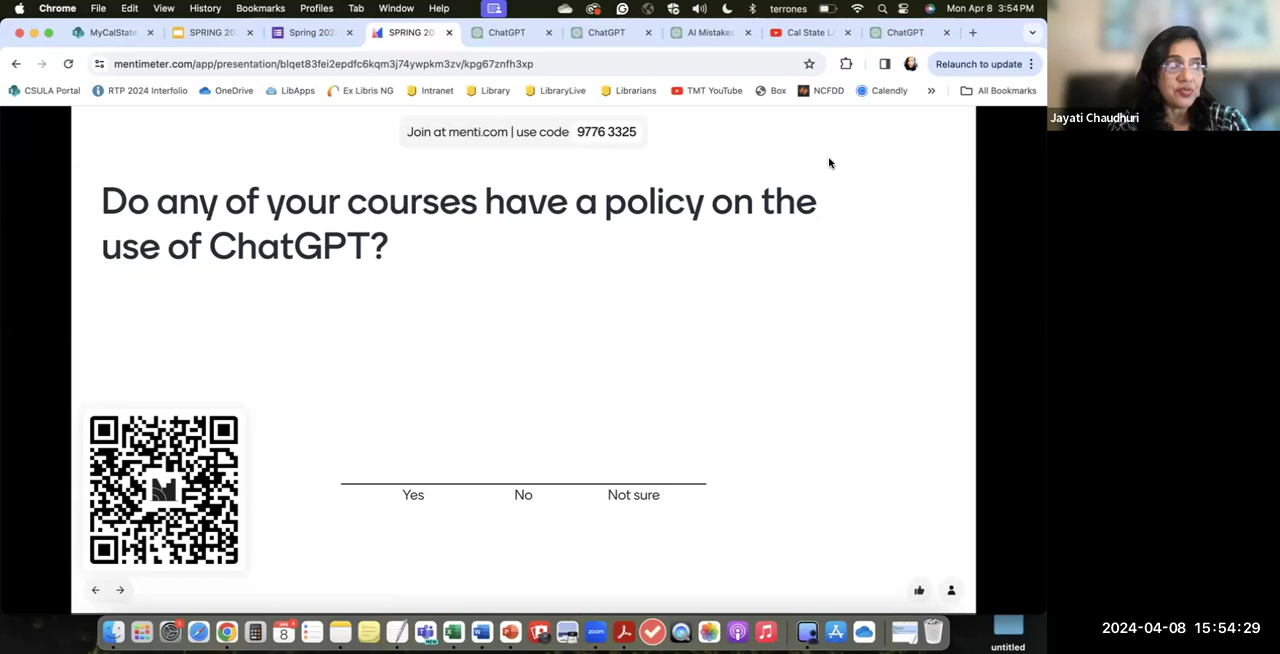 Chrome File Edit View History Bookmarks Profiles Tab Window Help terrones Mon Apr 8 3:54 PM
MyCalState SPRING 20 Spring 202 SPRING 20 ChatGPT ChatGPT AI Mistakes Cal State L ChatGPT
mentimeter.com/app/presentation/blqet83fei2epdfc6kqm3j74ywpkm3zv/kpg67znfh3xp Relaunch to update
CSULA Portal RTP 2024 Interfolio OneDrive LibApps Ex Libris NG Intranet Library LibraryLive Librarians TMT YouTube Box NCFDD Calendly All Bookmarks
Jayati Chaudhuri
Join at menti.com | use code 9776 3325
Do any of your courses have a policy on the
use of ChatGPT?
Yes No Not sure
8
zoom
untitled
2024-04-08 15:54:29